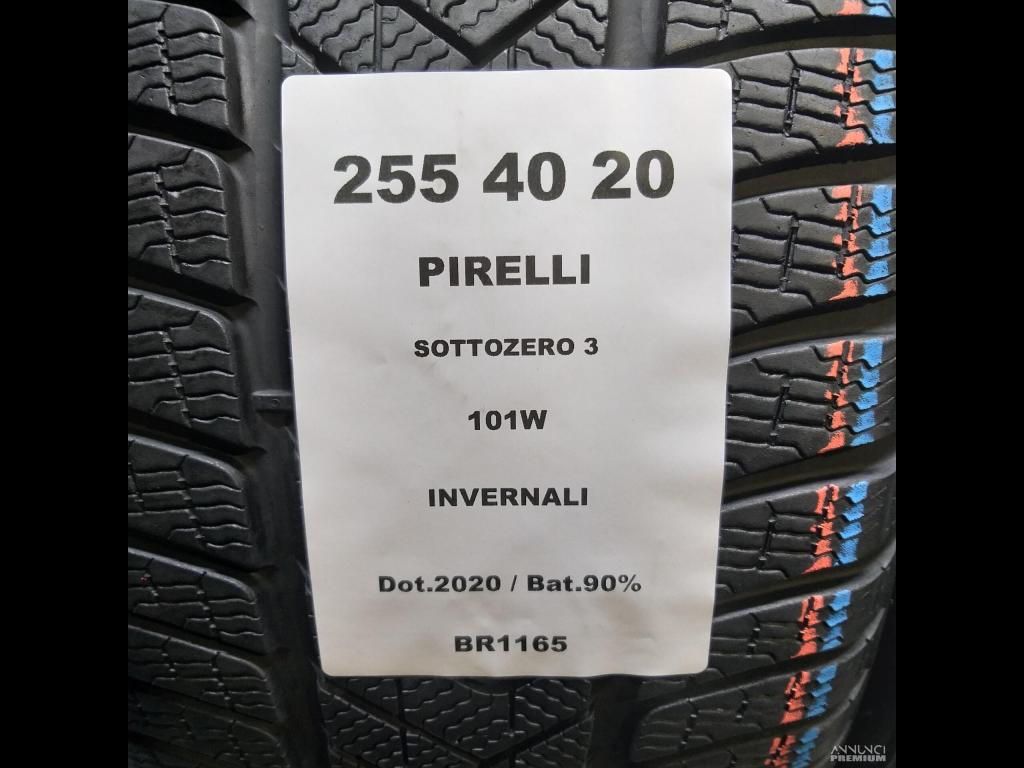 255 40 20
PIRELLI
SOTTOZERO 3
101W
INVERNALI
Dot.2020 / Bat.90%
BR1165
ANNUNCI
PREMIUM